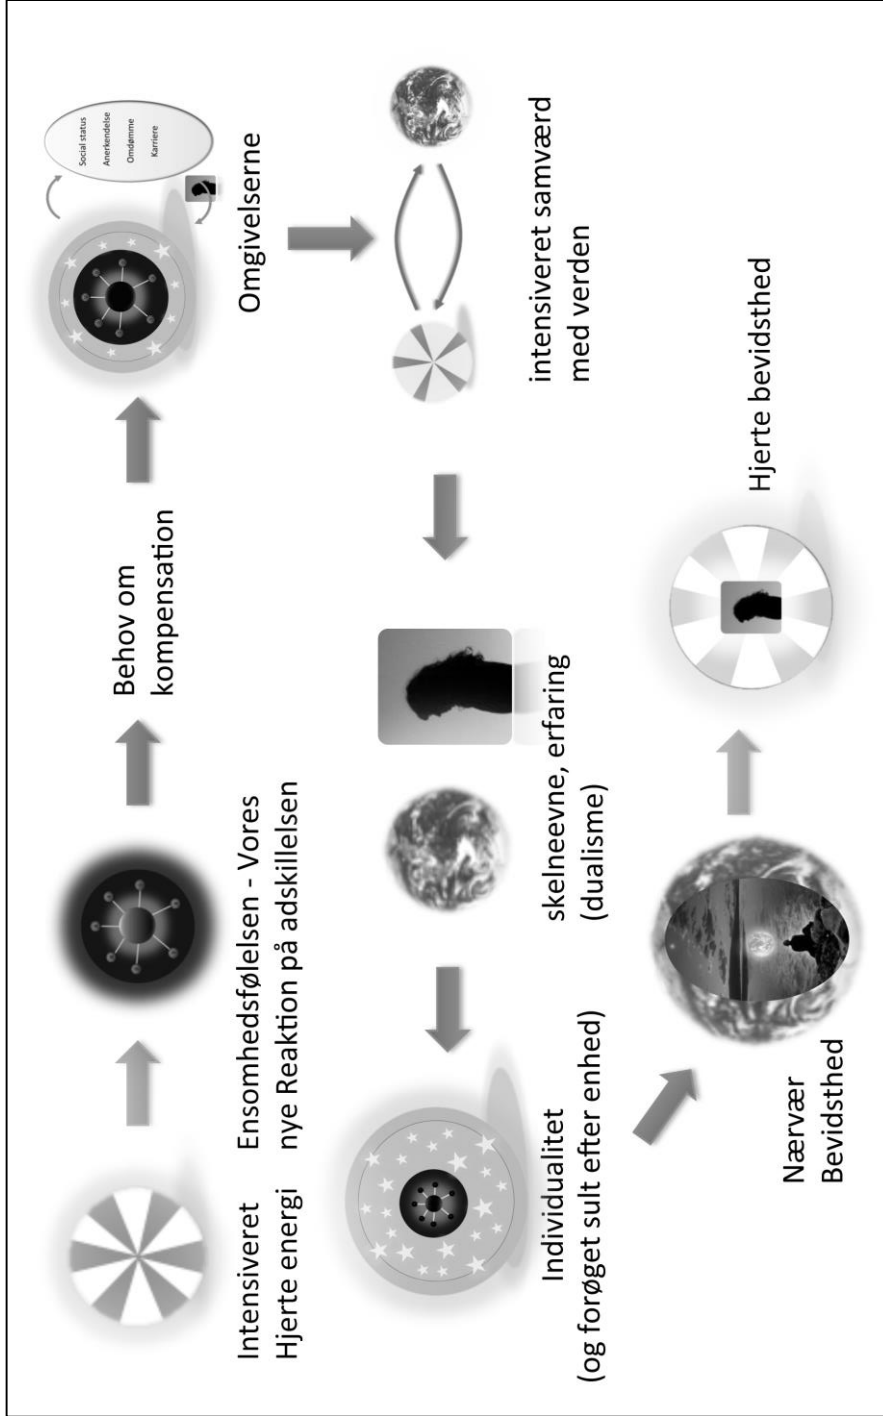 Intensiveret
Hjerte energi
Ensomhedsfølelsen - Vores
nye Reaktion på adskillelsen
Behov om
kompensation
Social status
Anerkendelse
Omdømme
Karriere
Omgivelserne
intensiveret samværd
med verden
skelneevne, erfaring
(dualisme)
Individualitet
(og forøget sult efter enhed)
Nærvær
Bevidsthed
Hjerte bevidsthed